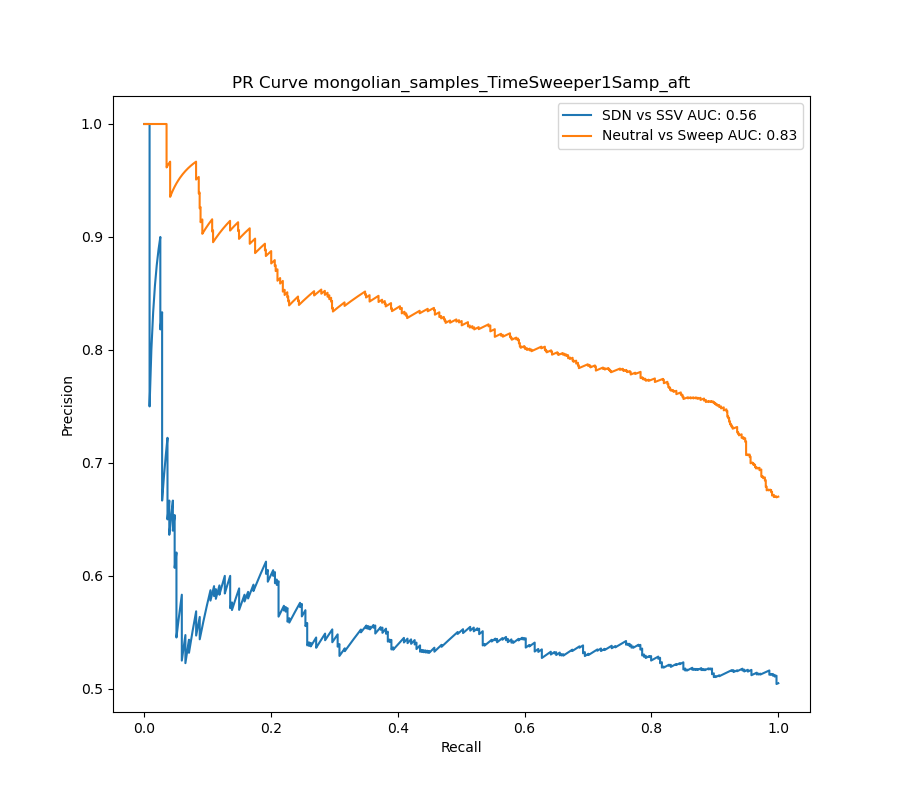 PR Curve mongolian_samples_TimeSweeper1Samp_aft
SDN vs SSV AUC: 0.56
Neutral vs Sweep AUC: 0.83
1.0
0.9
0.8
0.7
0.6
0.5
Precision
0.0 0.2 0.4 0.6 0.8 1.0
Recall